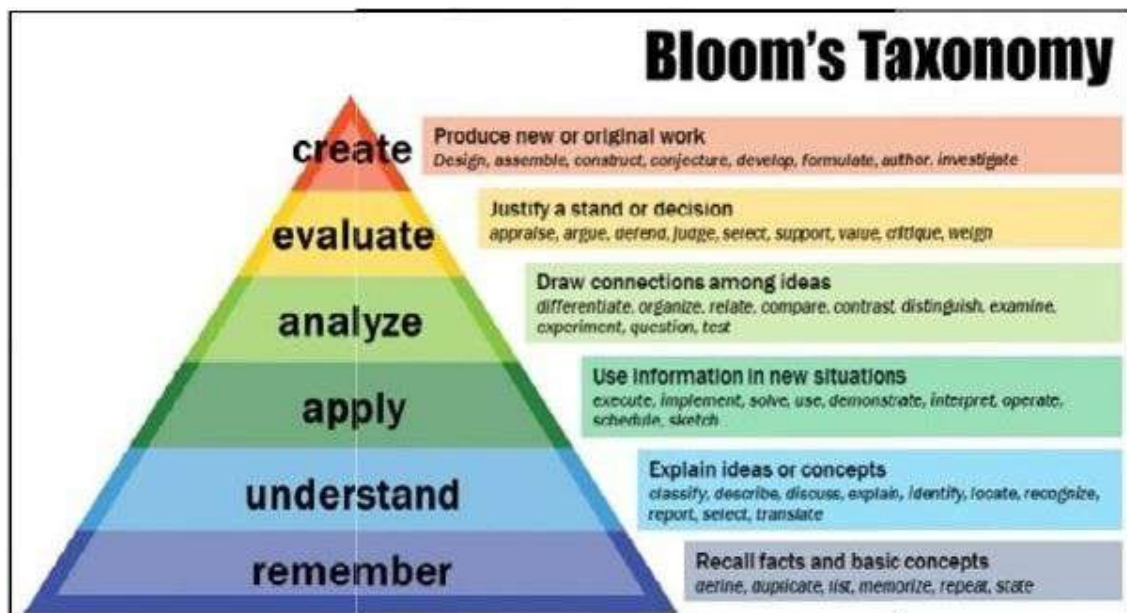 Bloom's Taxonomy
create
Produce new or original work
Design, assemble, construct, conjecture, develop, formulate, author, investigate
evaluate
Justify a stand or decision
appraise, argue, defend, judge, select, support, value, critique, weigh
analyze
Draw connections among ideas
differentiate, organize, relate, compare, contrast, distinguish, examine,
experiment, question, test
apply
Use information in new situations
execute, implement, solve, use, demonstrate, interpret, operate,
schedule, sketch
understand
Explain ideas or concepts
classify, describe, discuss, explain, identify, locate, recognize,
report, select, translate
remember
Recall facts and basic concepts
define, duplicate, list, memorize, repeat, state